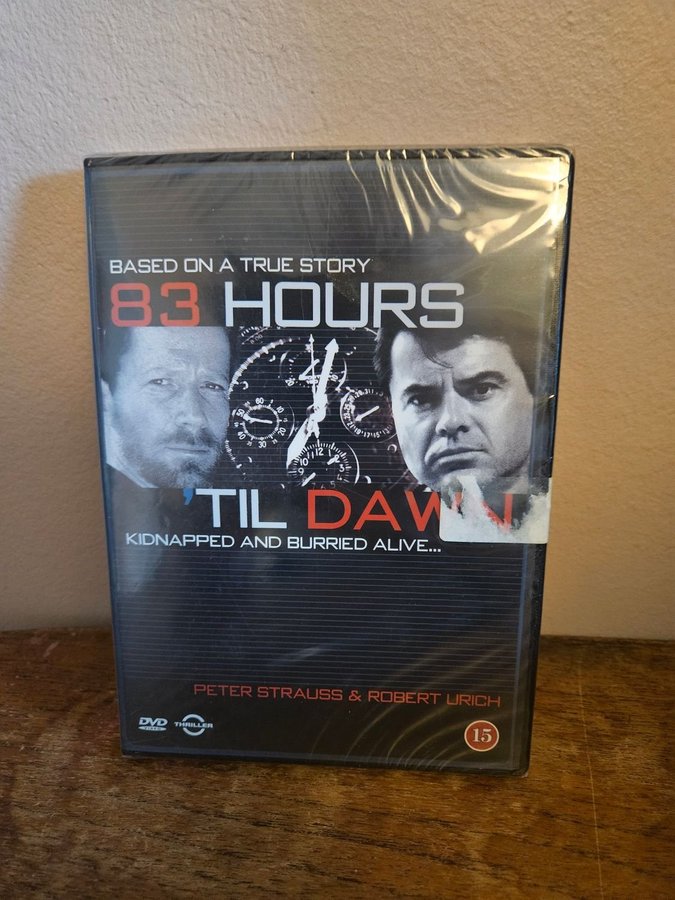 BASED ON A TRUE STORY
83 HOURS
'TIL DAWN
KIDNAPPED AND BURRIED ALIVE...
PETER STRAUSS & ROBERT URICH
DVD
VIDEO
THRILLER
15